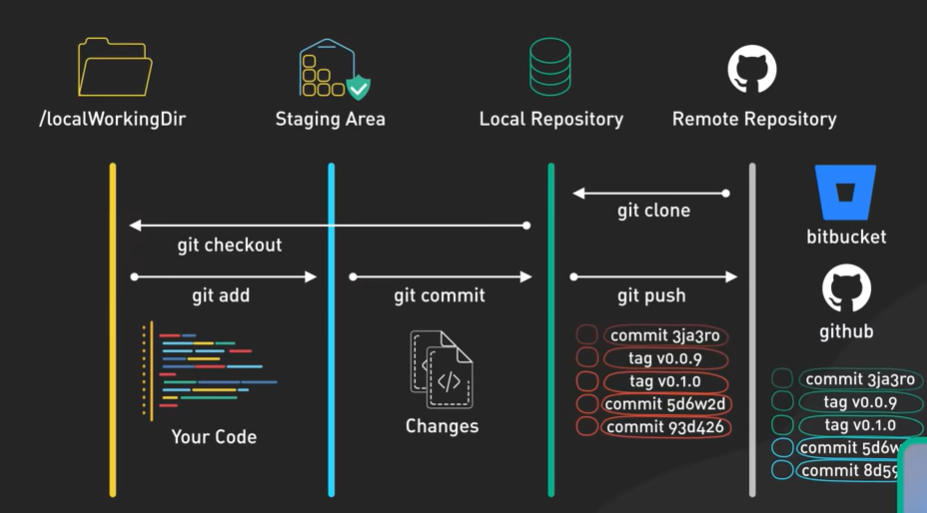 /localWorkingDir
Staging Area
Local Repository
Remote Repository
git clone
bitbucket
git checkout
git add
git commit
git push
github
commit 3ja3ro
tag v0.0.9
tag v0.1.0
commit 5d6w2d
commit 93d426
commit 3ja3ro
tag v0.0.9
tag v0.1.0
commit
commit
Your Code
Changes